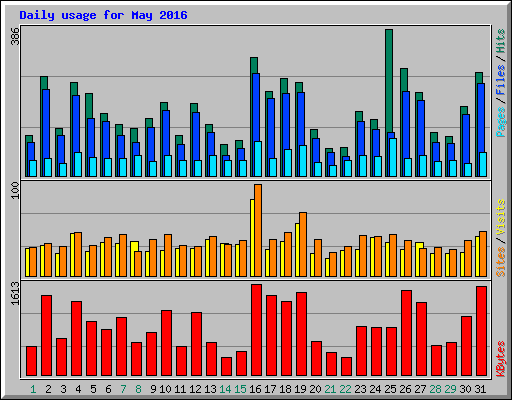 Daily usage for May 2016
386
Pages / Files / Hits
100
Sites / Visits
1613
KBytes
1 2 3 4 5 6 7 8 9 10 11 12 13 14 15 16 17 18 19 20 21 22 23 24 25 26 27 28 29 30 31